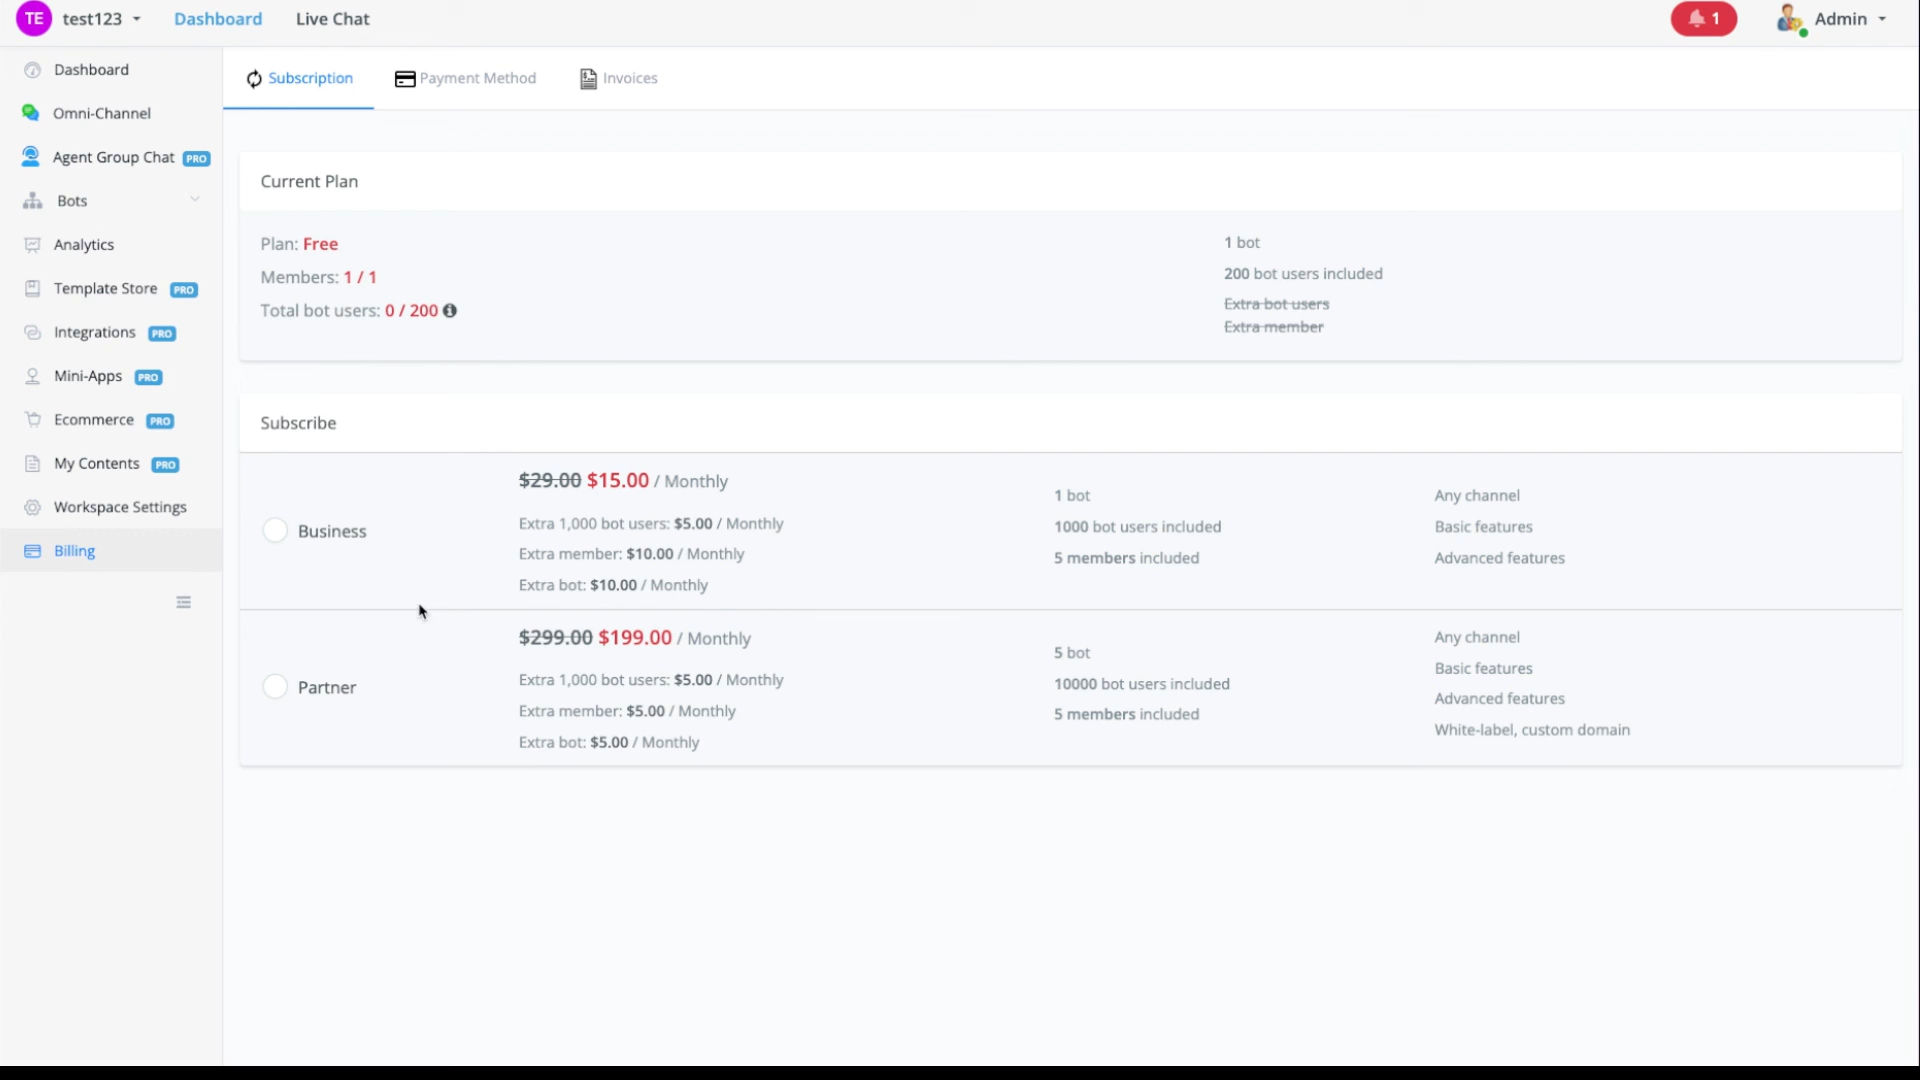 TE test123 Dashboard Live Chat 1 Admin
Dashboard
Omni-Channel
Agent Group Chat PRO
Bots
Analytics
Template Store PRO
Integrations PRO
Mini-Apps PRO
Ecommerce PRO
My Contents PRO
Workspace Settings
Billing
Subscription Payment Method Invoices
Current Plan
Plan: Free
Members: 1 / 1
Total bot users: 0 / 200
1 bot
200 bot users included
Extra bot users
Extra member
Subscribe
Business
$29.00 $15.00 / Monthly
Extra 1,000 bot users: $5.00 / Monthly
Extra member: $10.00 / Monthly
Extra bot: $10.00 / Monthly
1 bot
1000 bot users included
5 members included
Any channel
Basic features
Advanced features
Partner
$299.00 $199.00 / Monthly
Extra 1,000 bot users: $5.00 / Monthly
Extra member: $5.00 / Monthly
Extra bot: $5.00 / Monthly
5 bot
10000 bot users included
5 members included
Any channel
Basic features
Advanced features
White-label, custom domain